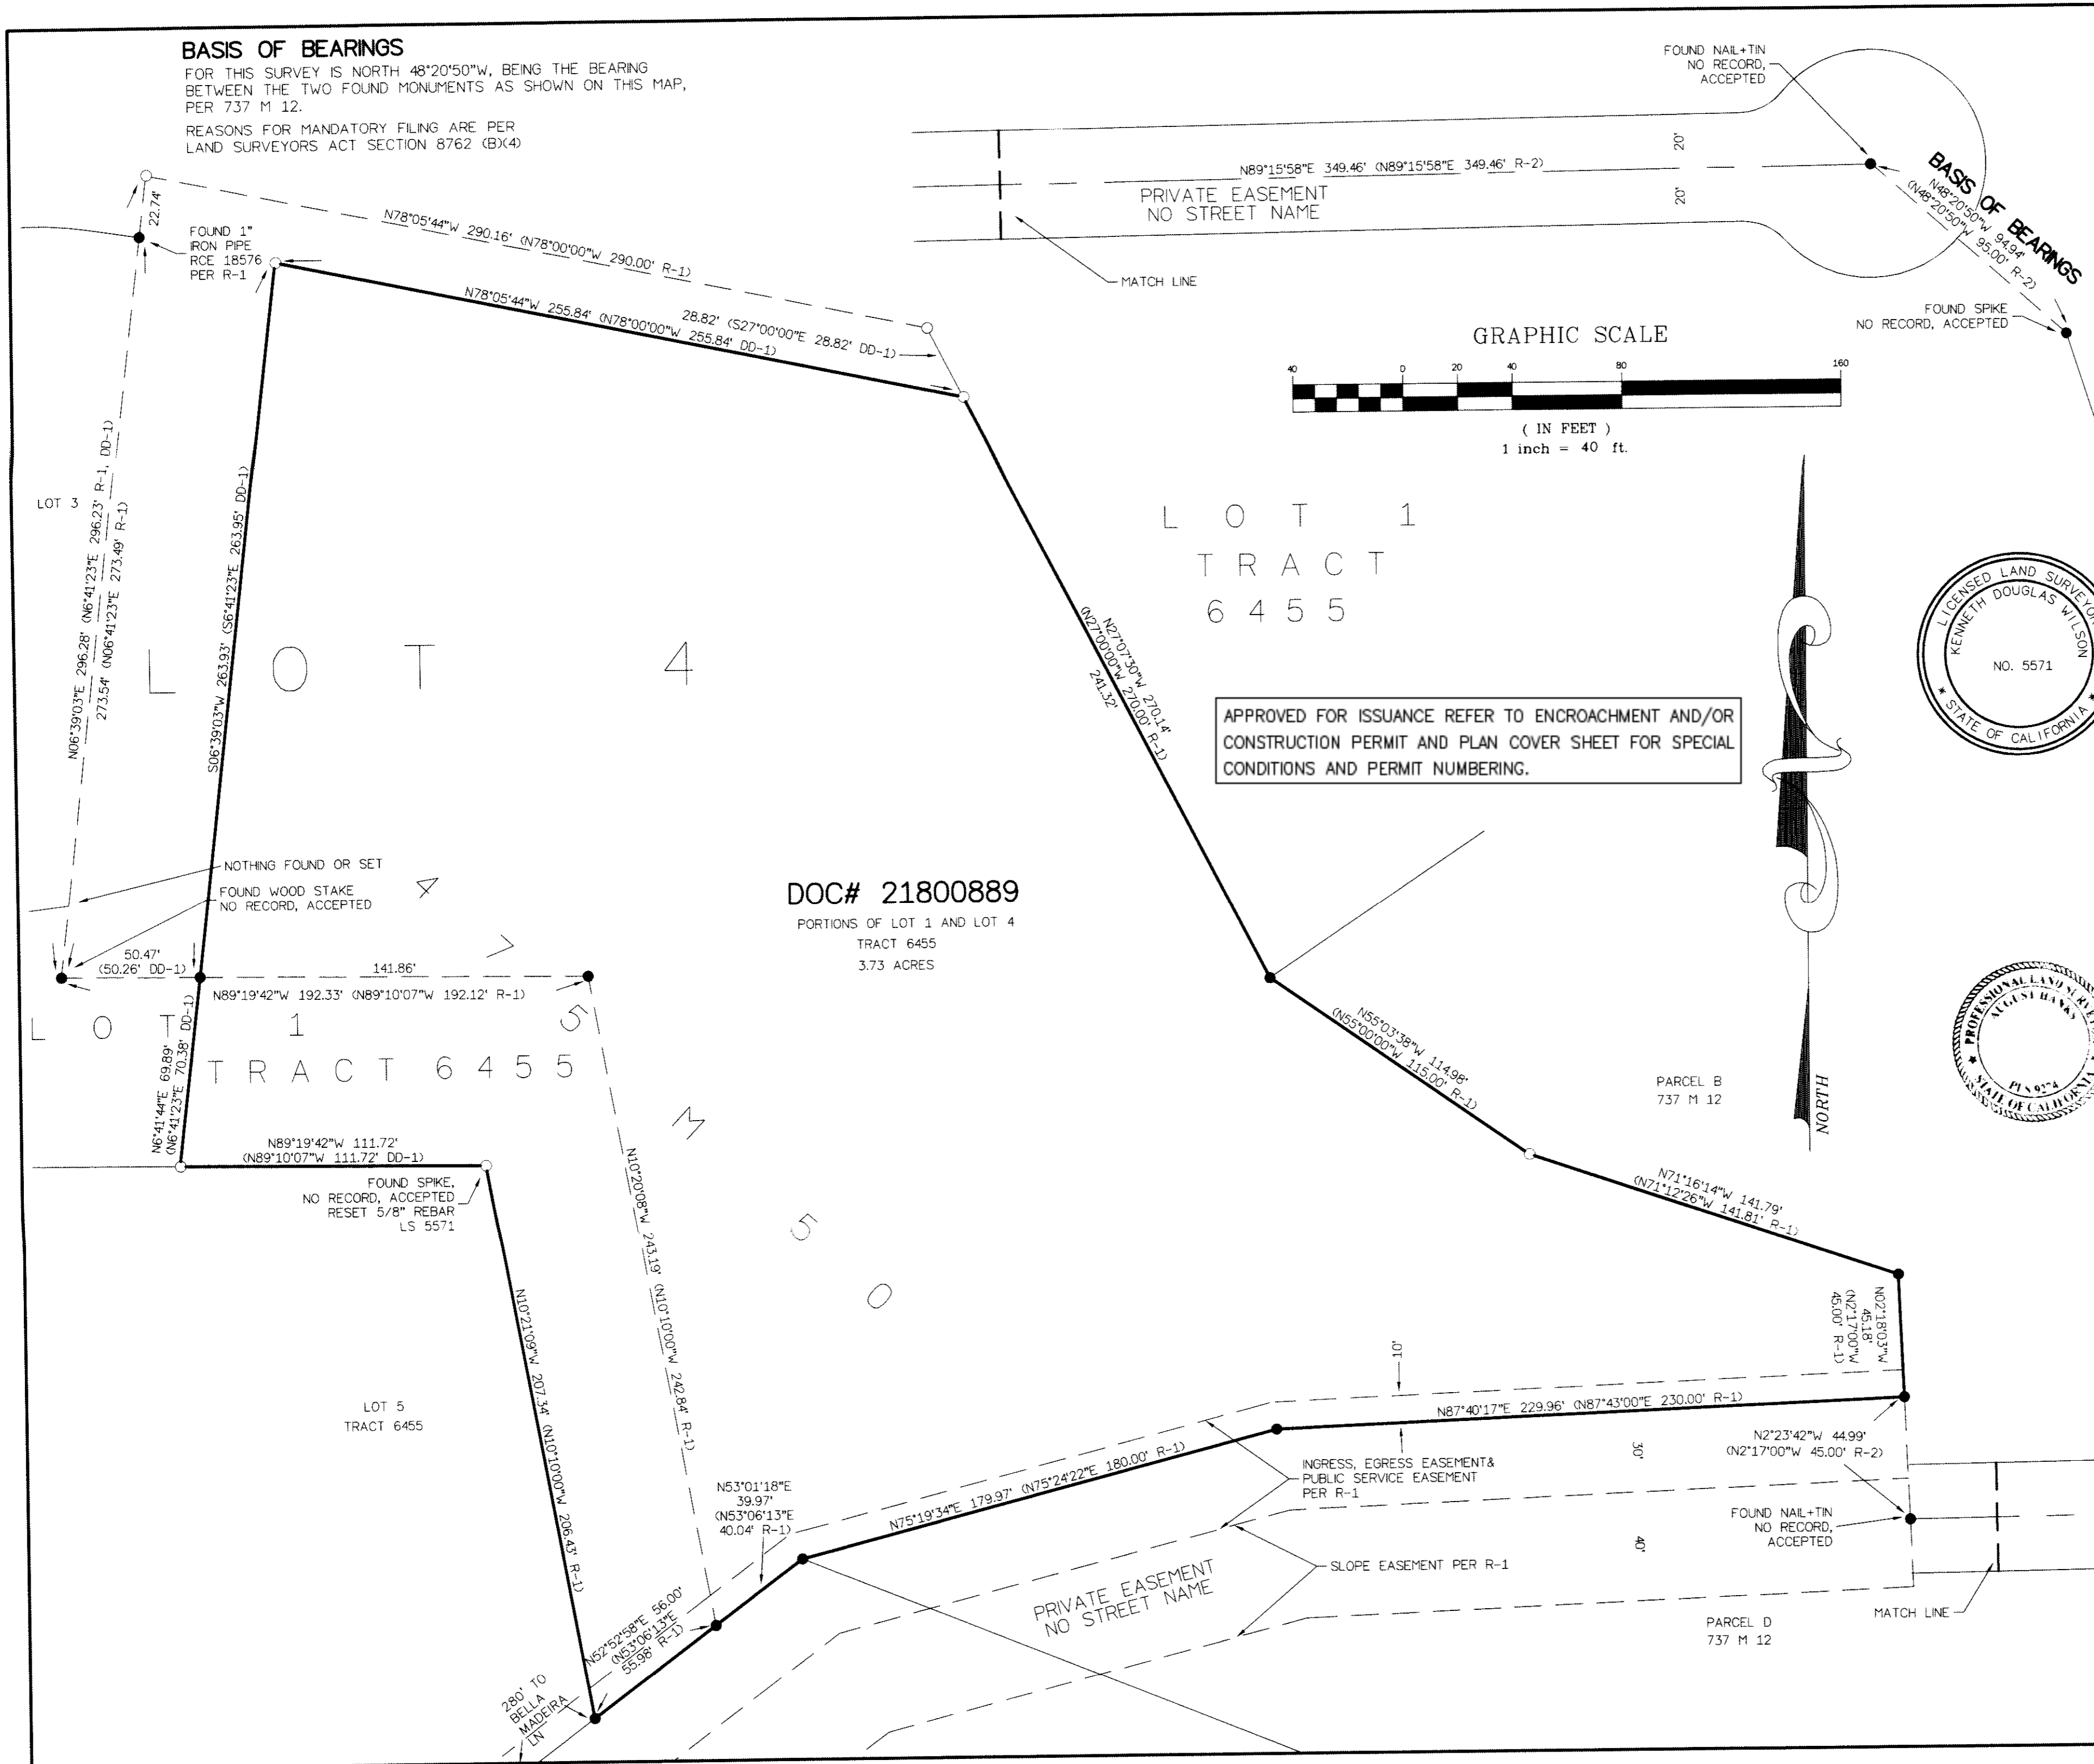 BASIS OF BEARINGS
FOR THIS SURVEY IS NORTH 48°20'50"W, BEING THE BEARING
BETWEEN THE TWO FOUND MONUMENTS AS SHOWN ON THIS MAP,
PER 737 M 12.
REASONS FOR MANDATORY FILING ARE PER
LAND SURVEYORS ACT SECTION 8762 (B)(4)
FOUND NAIL+TIN
NO RECORD,
ACCEPTED
20'
20'
N89°15'58"E 349.46' (N89°15'58"E 349.46' R-2)
PRIVATE EASEMENT
NO STREET NAME
MATCH LINE
BASIS OF BEARINGS
N48°20'50"W 94.94'
(N48°20'50"W 95.00' R-2)
FOUND SPIKE
NO RECORD, ACCEPTED
22.74'
FOUND 1"
IRON PIPE
RCE 18576
PER R-1
N78°05'44"W 290.16' (N78°00'00"W 290.00' R-1)
N78°05'44"W 255.84' (N78°00'00"W 255.84' DD-1)
28.82' (S27°00'00"E 28.82' DD-1)
GRAPHIC SCALE
40 0 20 40 80 160
( IN FEET )
1 inch = 40 ft.
LOT 3
N06°39'03"E 296.28' (N6°41'23"E 296.23' R-1, DD-1)
273.54' (N06°41'23"E 273.49' R-1)
S06°39'03"W 263.93' (S6°41'23"E 263.95' DD-1)
LOT 4
LOT 1
TRACT
6455
N27°07'30"W 270.14'
(N27°00'00"W 270.00' R-1)
241.32'
LICENSED LAND SURVEYOR
KENNETH DOUGLAS WILSON
NO. 5571
STATE OF CALIFORNIA
APPROVED FOR ISSUANCE REFER TO ENCROACHMENT AND/OR
CONSTRUCTION PERMIT AND PLAN COVER SHEET FOR SPECIAL
CONDITIONS AND PERMIT NUMBERING.
NOTHING FOUND OR SET
FOUND WOOD STAKE
NO RECORD, ACCEPTED
DOC# 21800889
PORTIONS OF LOT 1 AND LOT 4
TRACT 6455
3.73 ACRES
50.47'
(50.26' DD-1)
141.86'
N89°19'42"W 192.33' (N89°10'07"W 192.12' R-1)
LOT 1
TRACT 6455
475 M 50
N6°41'44"E 69.89'
(N6°41'23"E 70.38' DD-1)
N89°19'42"W 111.72'
(N89°10'07"W 111.72' DD-1)
FOUND SPIKE,
NO RECORD, ACCEPTED
RESET 5/8" REBAR
LS 5571
N55°03'38"W 114.98'
(N55°00'00"W 115.00' R-1)
PARCEL B
737 M 12
NORTH
PROFESSIONAL LAND SURVEYOR
AUGUST HANKS
PLS 9274
STATE OF CALIFORNIA
N71°16'14"W 141.79'
(N71°12'26"W 141.81' R-1)
N10°20'08"W 243.19' (N10°10'00"W 242.84' R-1)
N10°21'09"W 207.34' (N10°10'00"W 206.43' R-1)
N02°18'03"W
45.18'
(N2°17'00"W
45.00' R-1)
LOT 5
TRACT 6455
10'
N87°40'17"E 229.96' (N87°43'00"E 230.00' R-1)
N2°23'42"W 44.99'
(N2°17'00"W 45.00' R-2)
30'
INGRESS, EGRESS EASEMENT&
PUBLIC SERVICE EASEMENT
PER R-1
N53°01'18"E
39.97'
(N53°06'13"E
40.04' R-1)
N75°19'34"E 179.97' (N75°24'22"E 180.00' R-1)
FOUND NAIL+TIN
NO RECORD,
ACCEPTED
40'
SLOPE EASEMENT PER R-1
PRIVATE EASEMENT
NO STREET NAME
N52°52'58"E 56.00'
(N53°06'13"E
55.98' R-1)
MATCH LINE
PARCEL D
737 M 12
280' TO
BELLA
MADEIRA
LN